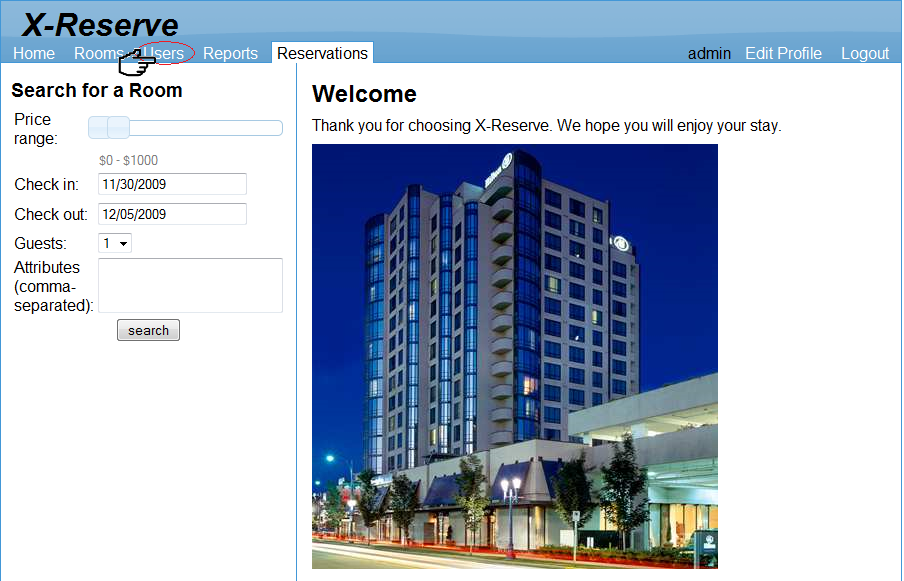 X-Reserve
Home Rooms Users Reports Reservations admin Edit Profile Logout
Search for a Room
Price range:
$0 - $1000
Check in: 11/30/2009
Check out: 12/05/2009
Guests: 1
Attributes
(comma-
separated):
search
Welcome
Thank you for choosing X-Reserve. We hope you will enjoy your stay.
Hilton